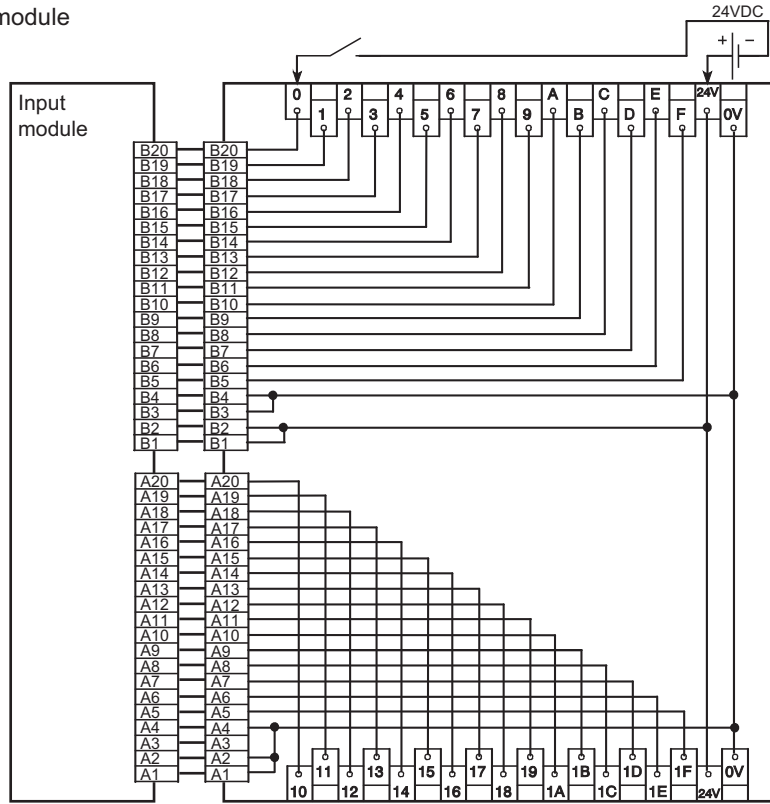 module
24VDC
+ −
Input
module
0 2 4 6 8 A C E 24V
1 3 5 7 9 B D F 0V
B20 B20
B19 B19
B18 B18
B17 B17
B16 B16
B15 B15
B14 B14
B13 B13
B12 B12
B11 B11
B10 B10
B9 B9
B8 B8
B7 B7
B6 B6
B5 B5
B4 B4
B3 B3
B2 B2
B1 B1
A20 A20
A19 A19
A18 A18
A17 A17
A16 A16
A15 A15
A14 A14
A13 A13
A12 A12
A11 A11
A10 A10
A9 A9
A8 A8
A7 A7
A6 A6
A5 A5
A4 A4
A3 A3
A2 A2
A1 A1
11 13 15 17 19 1B 1D 1F 0V
10 12 14 16 18 1A 1C 1E 24V